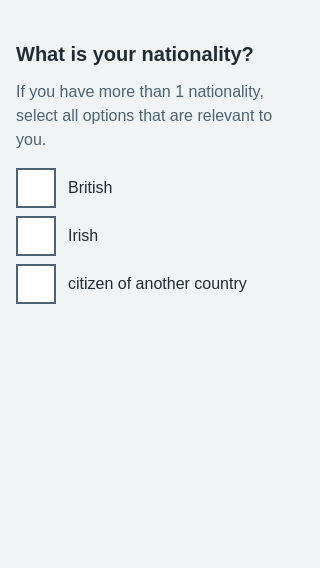 What is your nationality?
If you have more than 1 nationality,
select all options that are relevant to
you.
British
Irish
citizen of another country